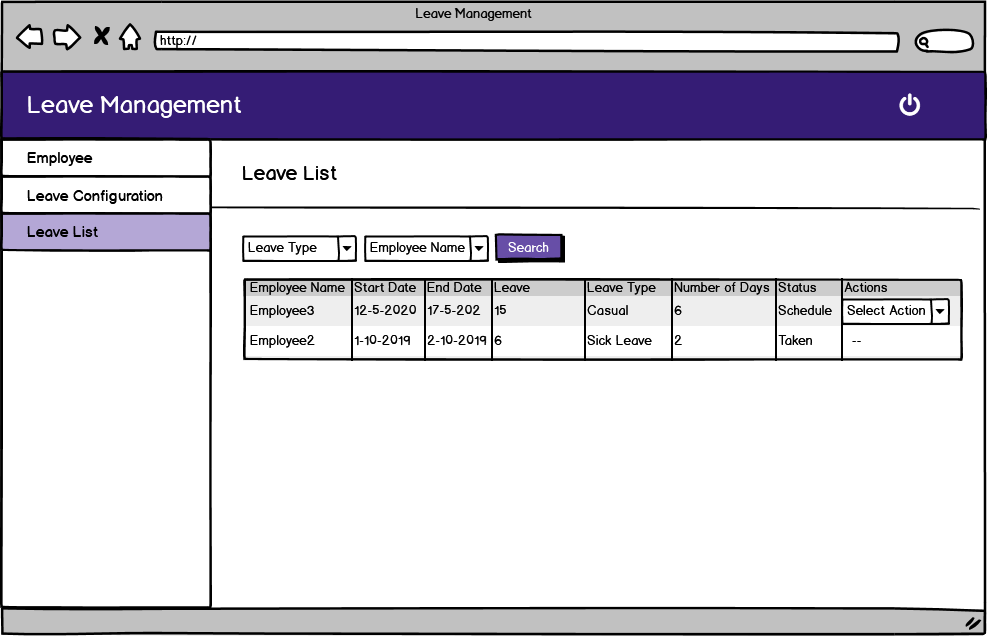 Leave Management
http://
Leave Management
Employee
Leave Configuration
Leave List
Leave List
Leave Type Employee Name Search
Employee Name Start Date End Date Leave Leave Type Number of Days Status Actions
Employee3 12-5-2020 17-5-202 15 Casual 6 Schedule Select Action
Employee2 1-10-2019 2-10-2019 6 Sick Leave 2 Taken --